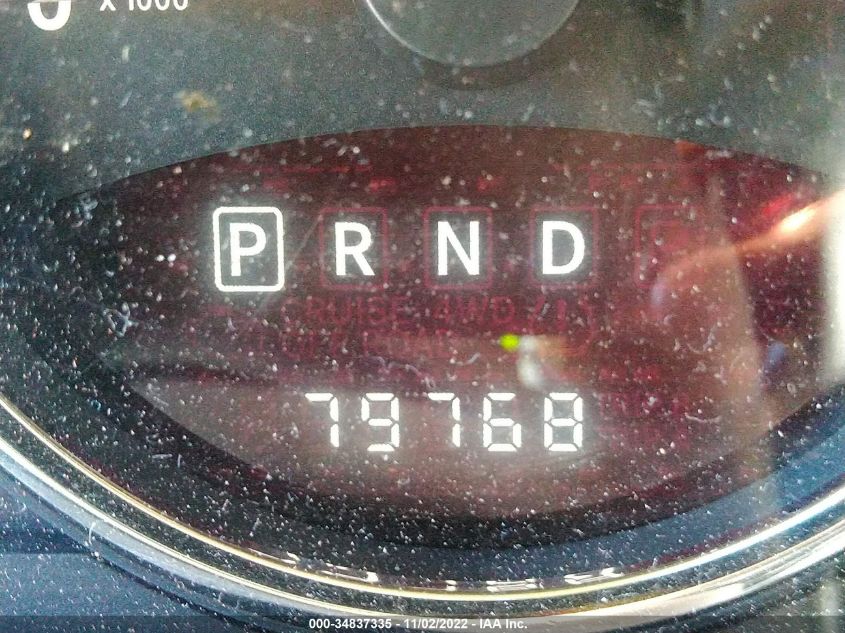 x 1000
P R N D
CRUISE 4WD
79768
000-34837335 - 11/02/2022 - IAA Inc.